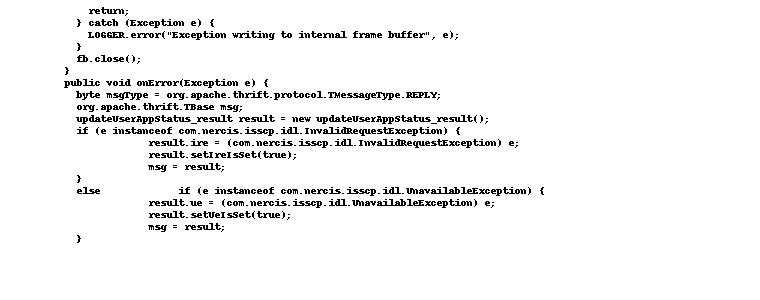 return;
} catch (Exception e) {
LOGGER.error("Exception writing to internal frame buffer", e);
}
fb.close();
}
public void onError(Exception e) {
byte msgType = org.apache.thrift.protocol.TMessageType.REPLY;
org.apache.thrift.TBase msg;
updateUserAppStatus_result result = new updateUserAppStatus_result();
if (e instanceof com.nercis.isscp.idl.InvalidRequestException) {
result.ire = (com.nercis.isscp.idl.InvalidRequestException) e;
result.setIreIsSet(true);
msg = result;
}
else if (e instanceof com.nercis.isscp.idl.UnavailableException) {
result.ue = (com.nercis.isscp.idl.UnavailableException) e;
result.setUeIsSet(true);
msg = result;
}